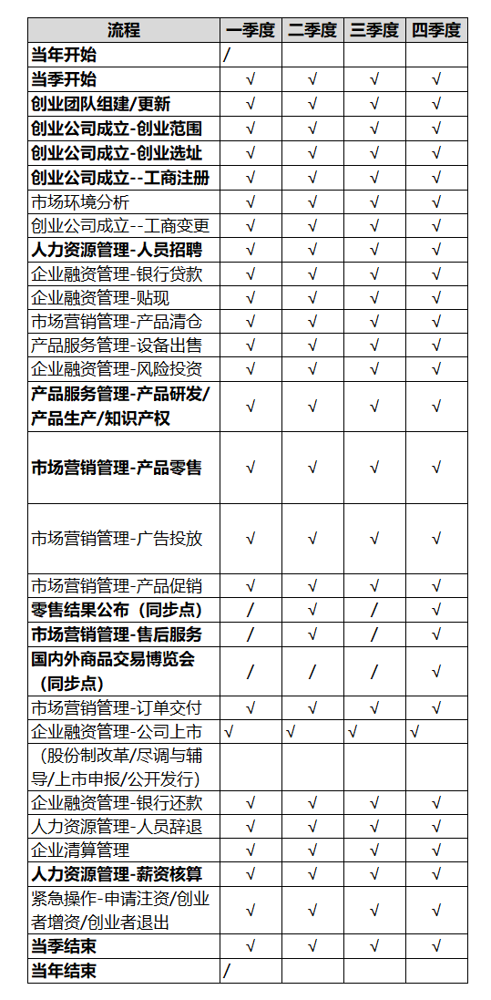 流程 一季度 二季度 三季度 四季度
当年开始 /
当季开始 √ √ √ √
创业团队组建/更新 √ √ √ √
创业公司成立-创业范围 √ √ √ √
创业公司成立-创业选址 √ √ √ √
创业公司成立--工商注册 √ √ √ √
市场环境分析 √ √ √ √
创业公司成立--工商变更 √ √ √ √
人力资源管理-人员招聘 √ √ √ √
企业融资管理-银行贷款 √ √ √ √
企业融资管理-贴现 √ √ √ √
市场营销管理-产品清仓 √ √ √ √
产品服务管理-设备出售 √ √ √ √
企业融资管理-风险投资 √ √ √ √
产品服务管理-产品研发/
产品生产/知识产权 √ √ √ √
市场营销管理-产品零售 √ √ √ √
市场营销管理-广告投放 √ √ √ √
市场营销管理-产品促销 √ √ √ √
零售结果公布（同步点） / √ / √
市场营销管理-售后服务 / √ / √
国内外商品交易博览会
（同步点） / / / √
市场营销管理-订单交付 √ √ √ √
企业融资管理-公司上市 √ √ √ √
（股份制改革/尽调与辅
导/上市申报/公开发行）
企业融资管理-银行还款 √ √ √ √
人力资源管理-人员辞退 √ √ √ √
企业清算管理 √ √ √ √
人力资源管理-薪资核算 √ √ √ √
紧急操作-申请注资/创业
者增资/创业者退出 √ √ √ √
当季结束 √ √ √ √
当年结束 /